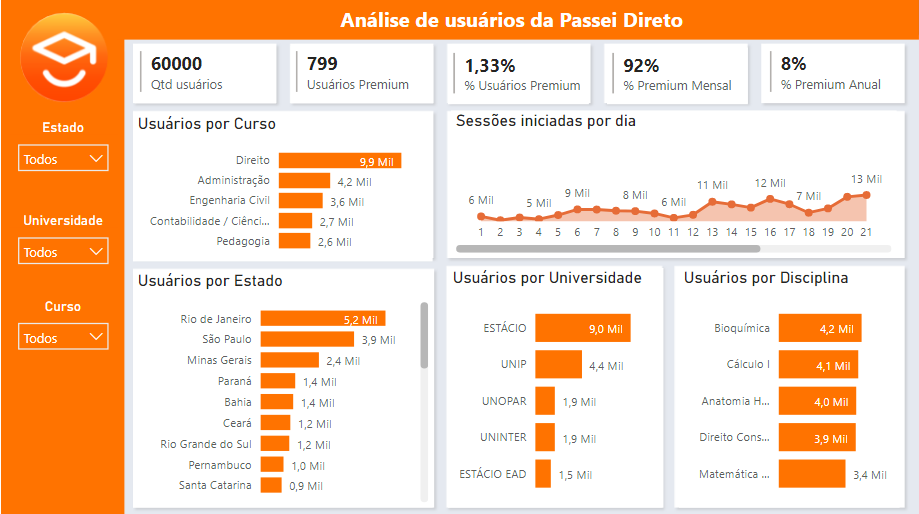 Análise de usuários da Passei Direto
60000
Qtd usuários
799
Usuários Premium
1,33%
% Usuários Premium
92%
% Premium Mensal
8%
% Premium Anual
Estado
Todos
Universidade
Todos
Curso
Todos
Usuários por Curso
Direito 9,9 Mil
Administração 4,2 Mil
Engenharia Civil 3,6 Mil
Contabilidade / Ciênci... 2,7 Mil
Pedagogia 2,6 Mil
Sessões iniciadas por dia
6 Mil 5 Mil 9 Mil 8 Mil 6 Mil 11 Mil 12 Mil 7 Mil 13 Mil
1 2 3 4 5 6 7 8 9 10 11 12 13 14 15 16 17 18 19 20 21
Usuários por Estado
Rio de Janeiro 5,2 Mil
São Paulo 3,9 Mil
Minas Gerais 2,4 Mil
Paraná 1,4 Mil
Bahia 1,4 Mil
Ceará 1,2 Mil
Rio Grande do Sul 1,2 Mil
Pernambuco 1,0 Mil
Santa Catarina 0,9 Mil
Usuários por Universidade
ESTÁCIO 9,0 Mil
UNIP 4,4 Mil
UNOPAR 1,9 Mil
UNINTER 1,9 Mil
ESTÁCIO EAD 1,5 Mil
Usuários por Disciplina
Bioquímica 4,2 Mil
Cálculo I 4,1 Mil
Anatomia H... 4,0 Mil
Direito Cons... 3,9 Mil
Matemática ... 3,4 Mil